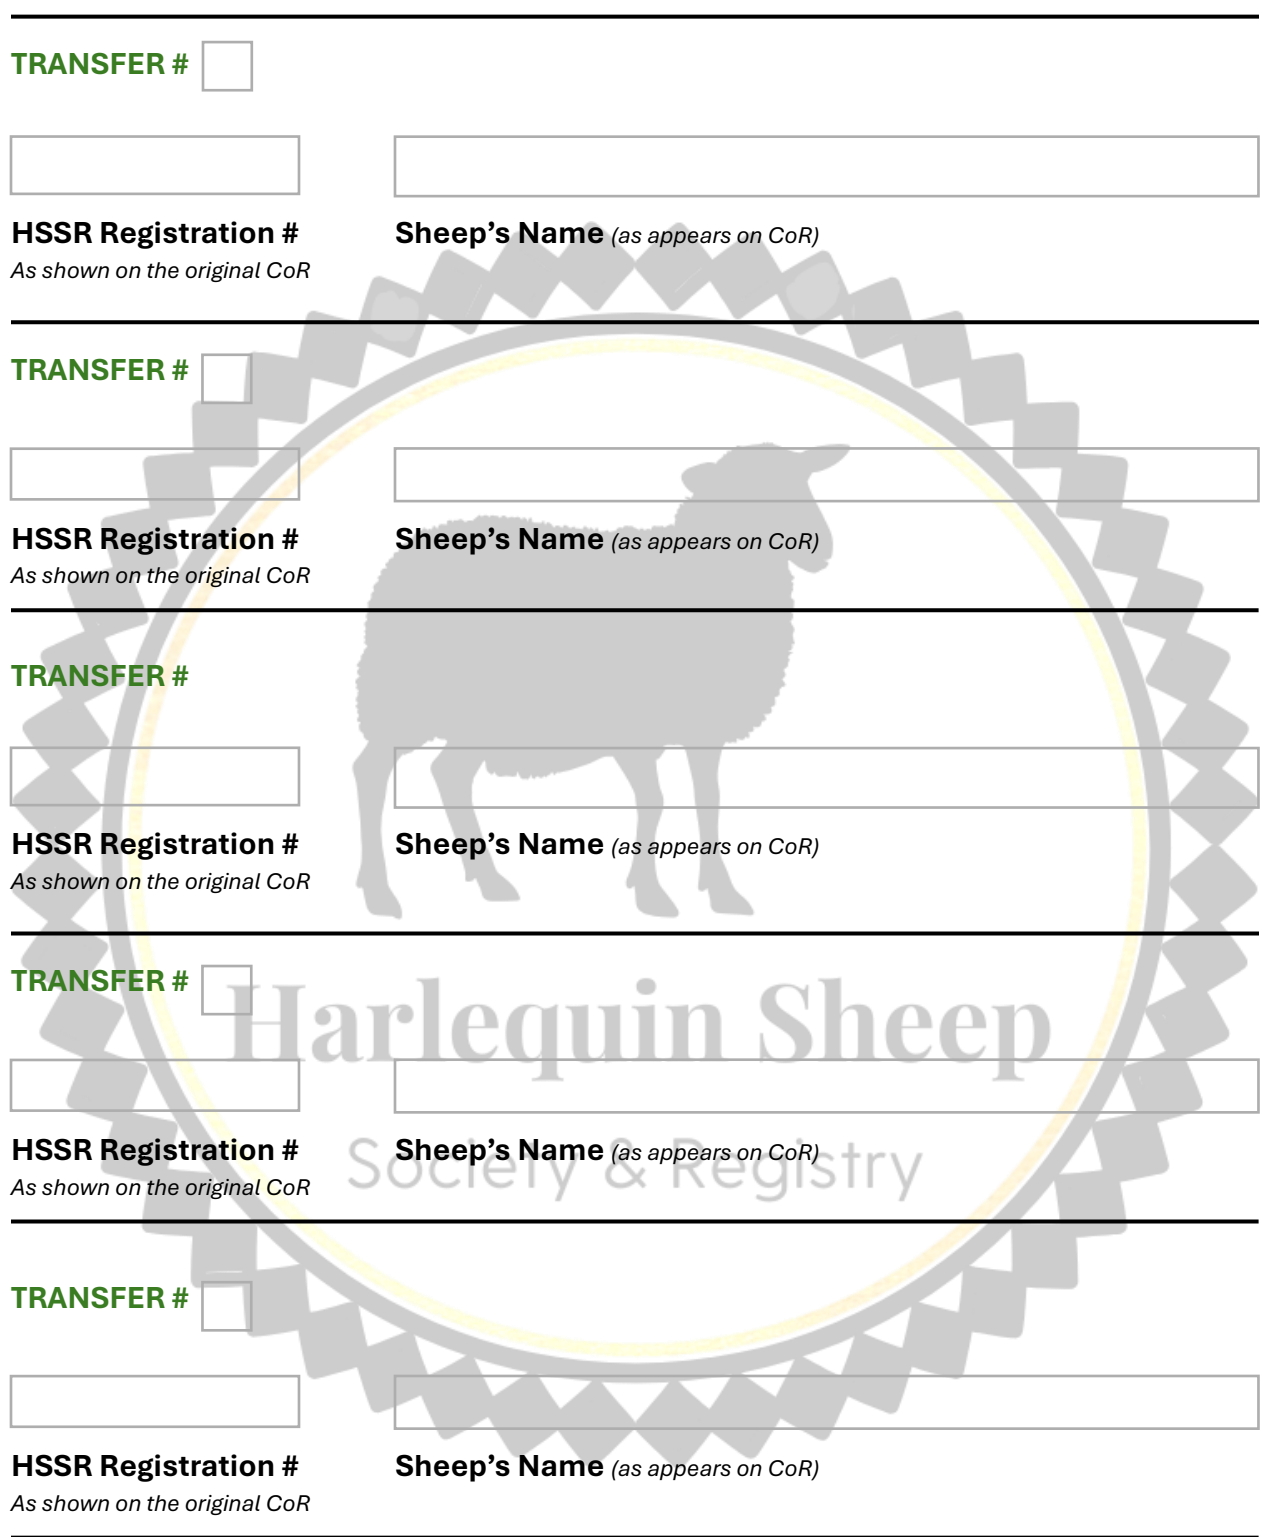 TRANSFER #
HSSR Registration # Sheep’s Name (as appears on CoR)
As shown on the original CoR
TRANSFER #
HSSR Registration # Sheep’s Name (as appears on CoR)
As shown on the original CoR
TRANSFER #
HSSR Registration # Sheep’s Name (as appears on CoR)
As shown on the original CoR
TRANSFER #
Harlequin Sheep
HSSR Registration # Sheep’s Name (as appears on CoR)
Society & Registry
As shown on the original CoR
TRANSFER #
HSSR Registration # Sheep’s Name (as appears on CoR)
As shown on the original CoR